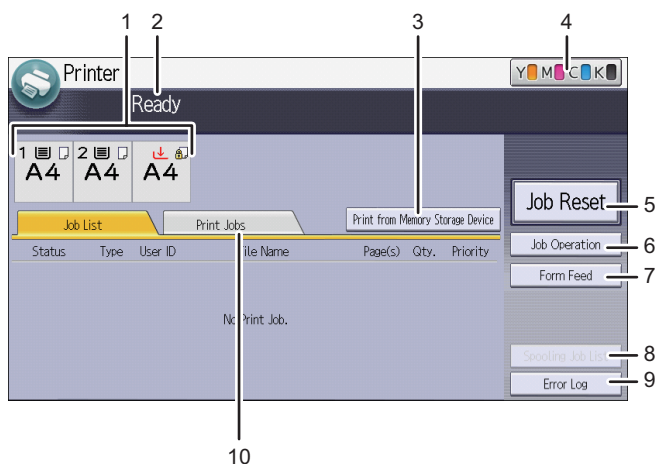 1 2 3 4
Printer
Y M C K
Ready
1 2
A4 A4 A4
Job Reset 5
Print from Memory Storage Device
Job List Print Jobs
Job Operation 6
Status Type User ID File Name Page(s) Qty. Priority
Form Feed 7
No Print Job.
Spooling Job List 8
Error Log 9
10